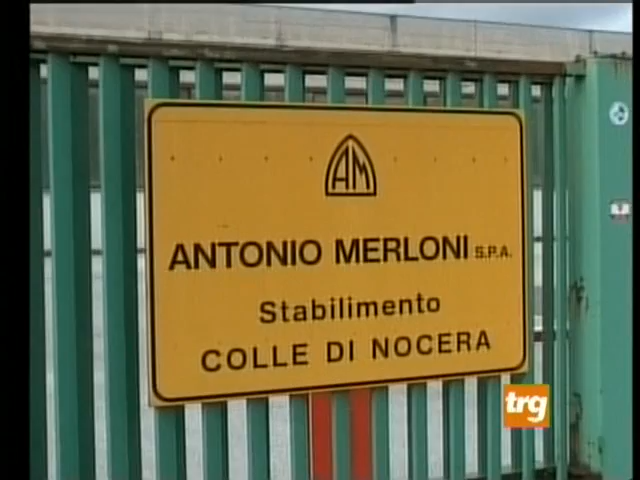 AM
ANTONIO MERLONI S.P.A.
Stabilimento
COLLE DI NOCERA
trg